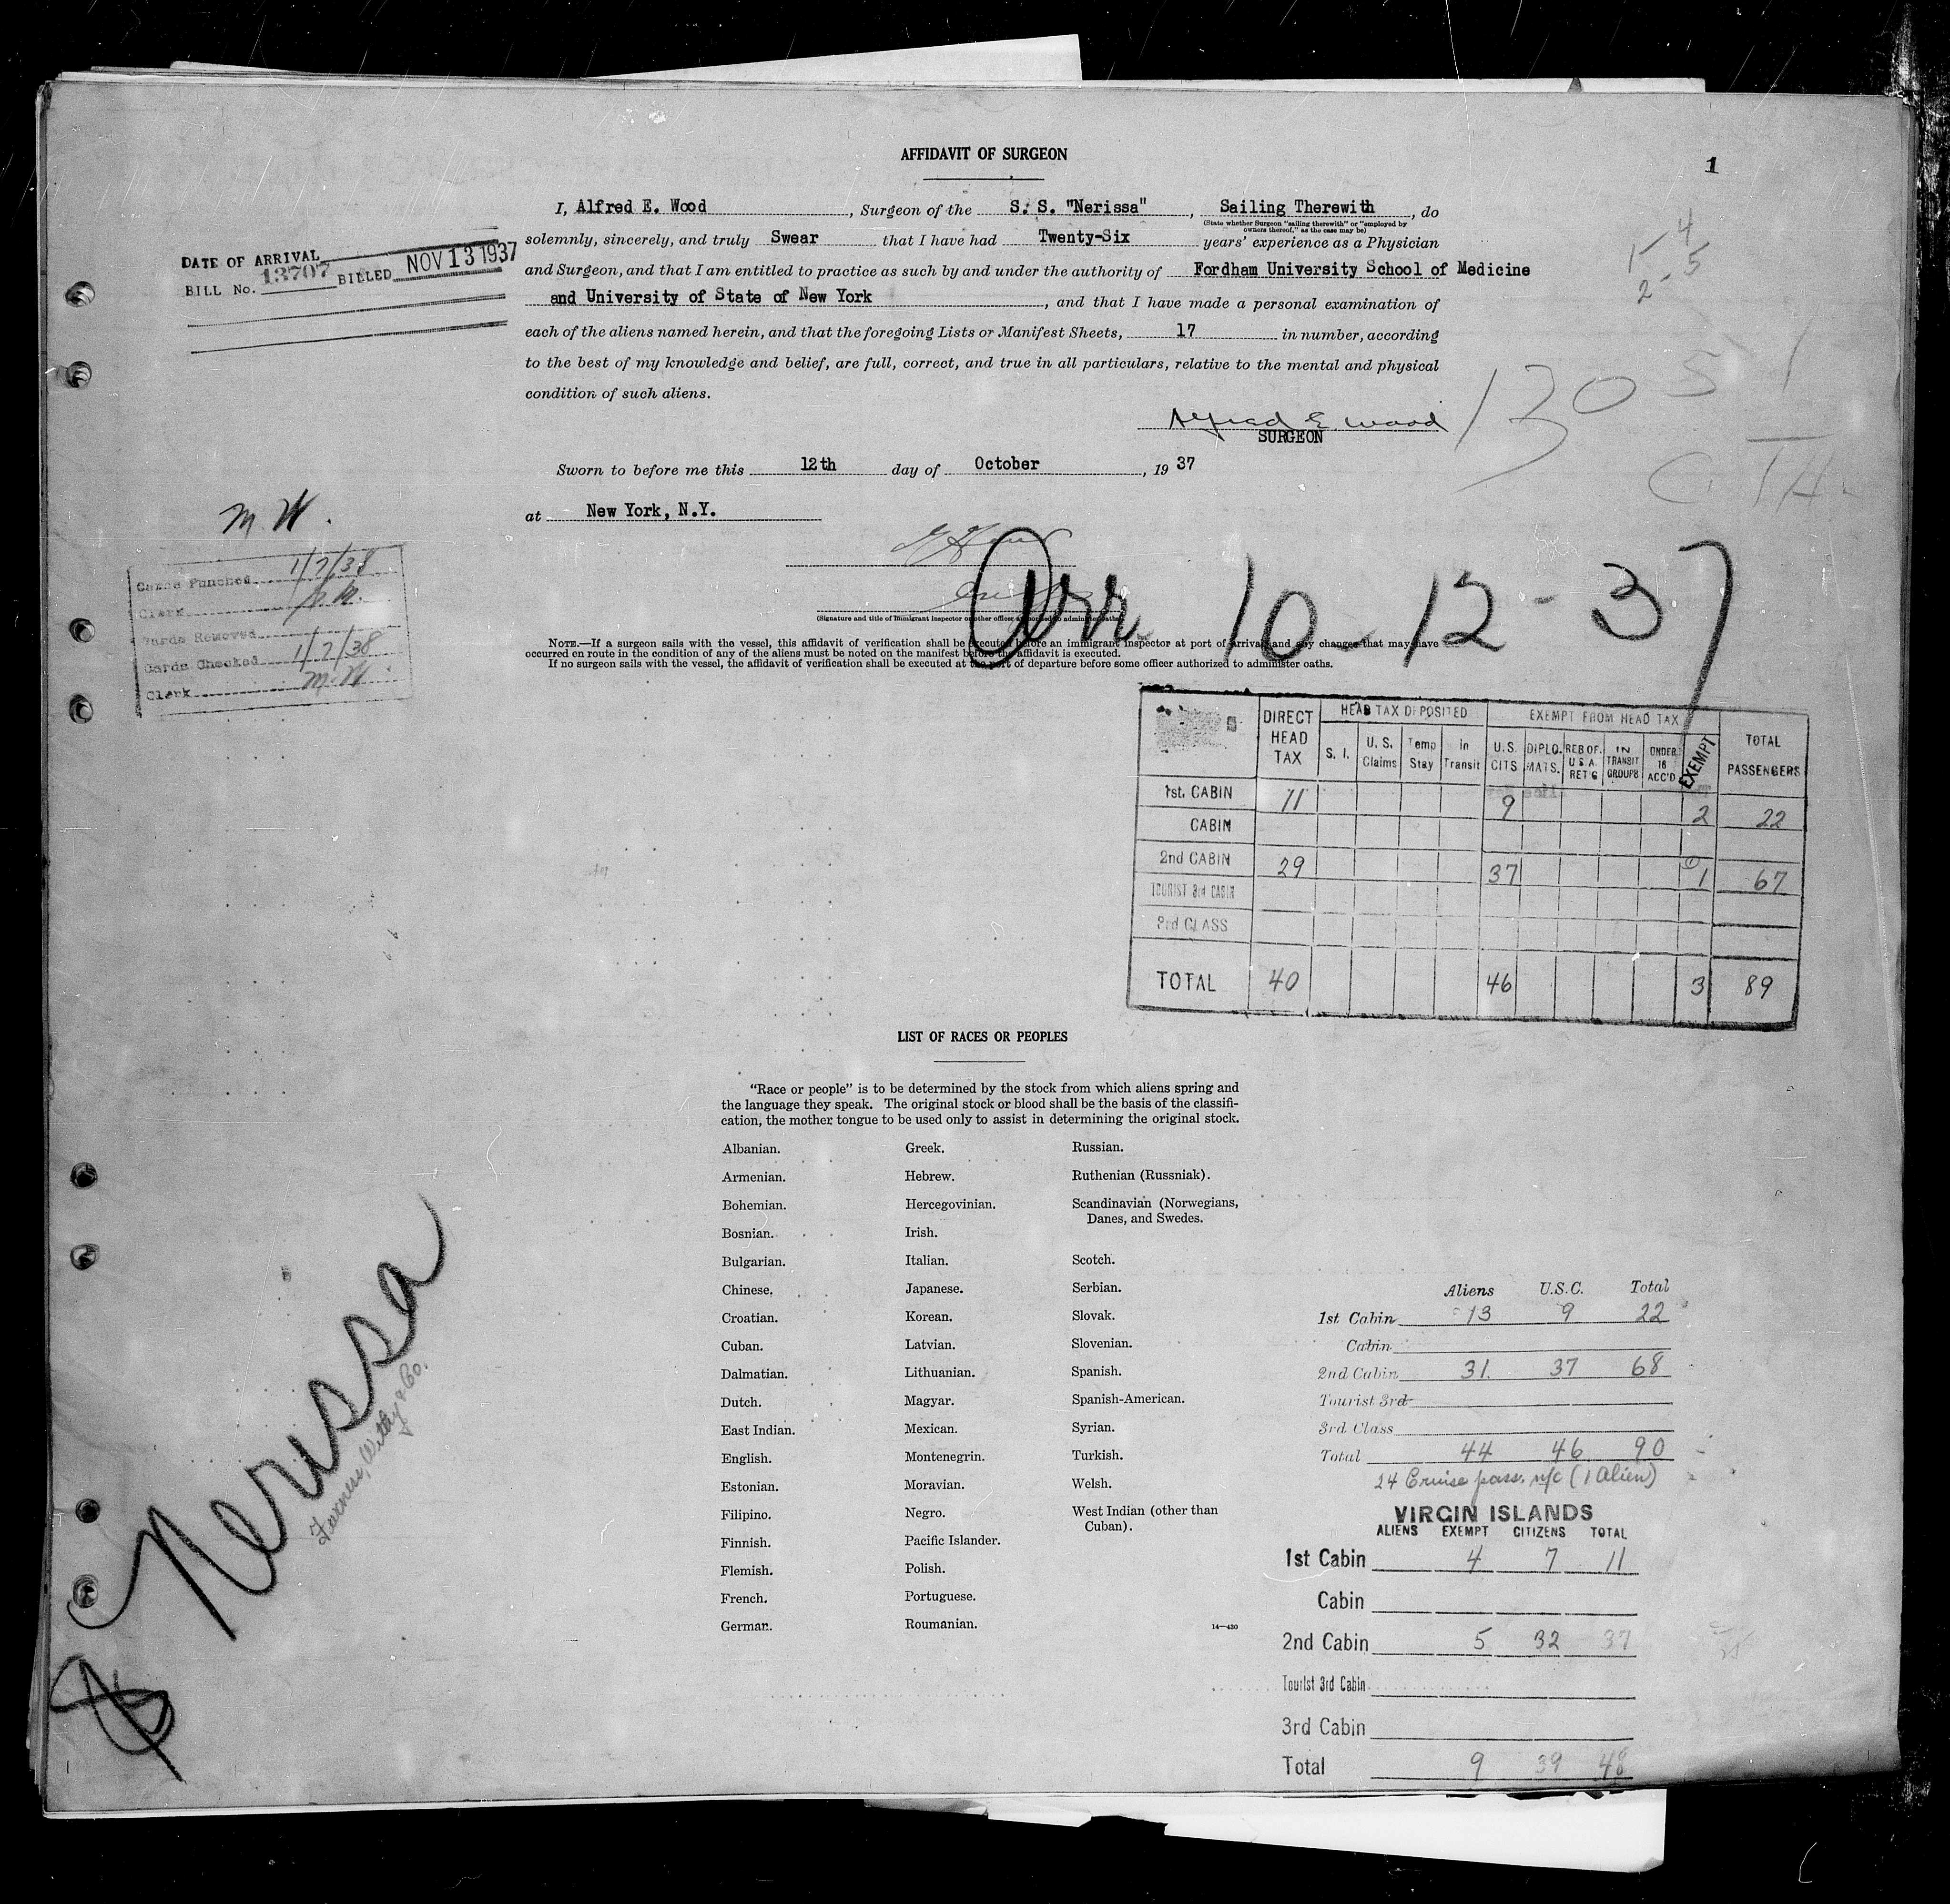 AFFIDAVIT OF SURGEON
1
I, Alfred E. Wood, Surgeon of the S. S. "Nerissa", Sailing Therewith, do
(State whether Surgeon "sailing therewith" or "employed by
owners thereof," as the case may be)
solemnly, sincerely, and truly Swear that I have had Twenty-Six years' experience as a Physician
and Surgeon, and that I am entitled to practice as such by and under the authority of Fordham University School of Medicine
and University of State of New York, and that I have made a personal examination of
each of the aliens named herein, and that the foregoing Lists or Manifest Sheets, 17 in number, according
to the best of my knowledge and belief, are full, correct, and true in all particulars, relative to the mental and physical
condition of such aliens.
Alfred E Wood
SURGEON
Sworn to before me this 12th day of October, 19 37
at New York, N.Y.
DATE OF ARRIVAL
BILL No. 13707 BILLED NOV 13 1937
4
1-5
2-
13051
M.W.
Cards Punched 1/7/38
Clerk
Cards Removed
Cards Checked 1/7/38
Clerk M.W.
Arr 10-12-37
(Signature and title of immigrant inspector or other officer authorized to administer oaths)
NOTE.—If a surgeon sails with the vessel, this affidavit of verification shall be executed before an immigrant inspector at port of arrival and any changes that may have
occurred en route in the condition of any of the aliens must be noted on the manifest before the affidavit is executed.
If no surgeon sails with the vessel, the affidavit of verification shall be executed at the port of departure before some officer authorized to administer oaths.
DIRECT HEAD TAX
HEAD TAX DEPOSITED
EXEMPT FROM HEAD TAX
TOTAL PASSENGERS
S. I. U. S. Claims Temp Stay In Transit U.S. CITS DIPLO. MATS. RES OF. U.S.A. RET'G IN TRANSIT GROUPS UNDER 16 ACC'D EXEMPT
1st. CABIN 11 9 2 22
CABIN
2nd CABIN 29 37 1 67
TOURIST 3rd CABIN
3rd CLASS
TOTAL 40 46 3 89
LIST OF RACES OR PEOPLES
"Race or people" is to be determined by the stock from which aliens spring and
the language they speak. The original stock or blood shall be the basis of the classifi-
cation, the mother tongue to be used only to assist in determining the original stock.
Albanian.
Armenian.
Bohemian.
Bosnian.
Bulgarian.
Chinese.
Croatian.
Cuban.
Dalmatian.
Dutch.
East Indian.
English.
Estonian.
Filipino.
Finnish.
Flemish.
French.
German.
Greek.
Hebrew.
Hercegovinian.
Irish.
Italian.
Japanese.
Korean.
Latvian.
Lithuanian.
Magyar.
Mexican.
Montenegrin.
Moravian.
Negro.
Pacific Islander.
Polish.
Portuguese.
Roumanian.
Russian.
Ruthenian (Russniak).
Scandinavian (Norwegians,
Danes, and Swedes.
Scotch.
Serbian.
Slovak.
Slovenian.
Spanish.
Spanish-American.
Syrian.
Turkish.
Welsh.
West Indian (other than
Cuban).
14—430
Nerissa
Furness, Withy & Co.
Aliens U.S.C. Total
1st Cabin 13 9 22
Cabin
2nd Cabin 31 37 68
Tourist 3rd
3rd Class
Total 44 46 90
24 Cruise pass. n/c (1 Alien)
VIRGIN ISLANDS
ALIENS EXEMPT CITIZENS TOTAL
1st Cabin 4 7 11
Cabin
2nd Cabin 5 32 37
Tourist 3rd Cabin
3rd Cabin
Total 9 39 48